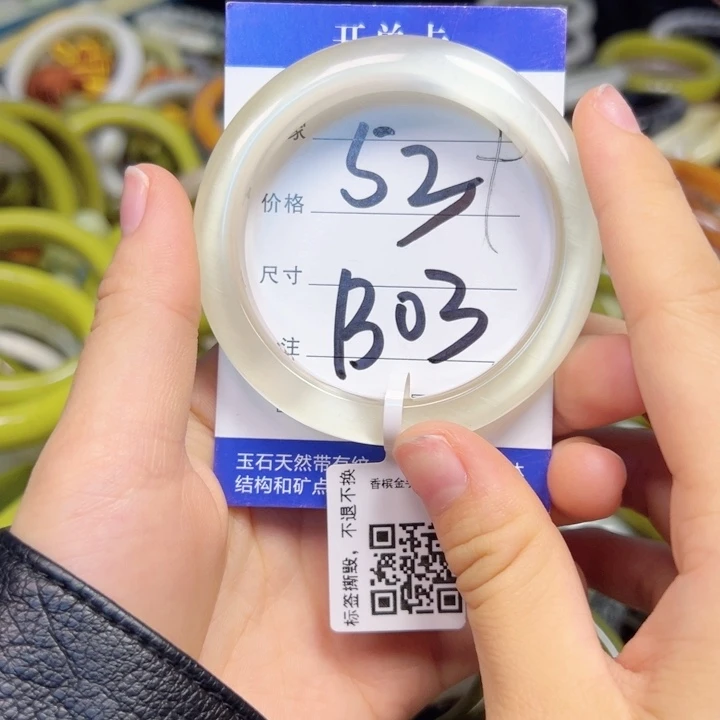 开单卡
52
价格
尺寸
B03
注
玉石天然带有纹
结构和矿点
香槟金
标签撕毁，不退不换